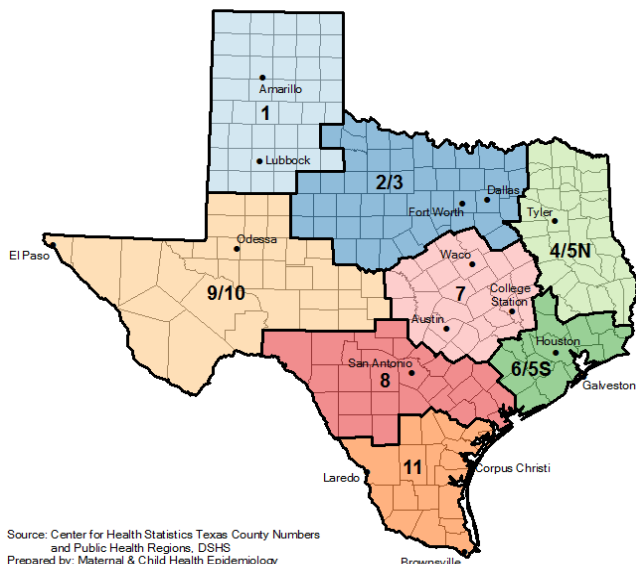 Amarillo
1
Lubbock
2/3
Dallas
Fort Worth
Tyler
Odessa
El Paso
4/5N
Waco
9/10
7
College
Station
Austin
Houston
San Antonio
6/5S
8
Galveston
11
Corpus Christi
Laredo
Source: Center for Health Statistics Texas County Numbers
and Public Health Regions, DSHS
Prepared by: Maternal & Child Health Epidemiology
Brownsville